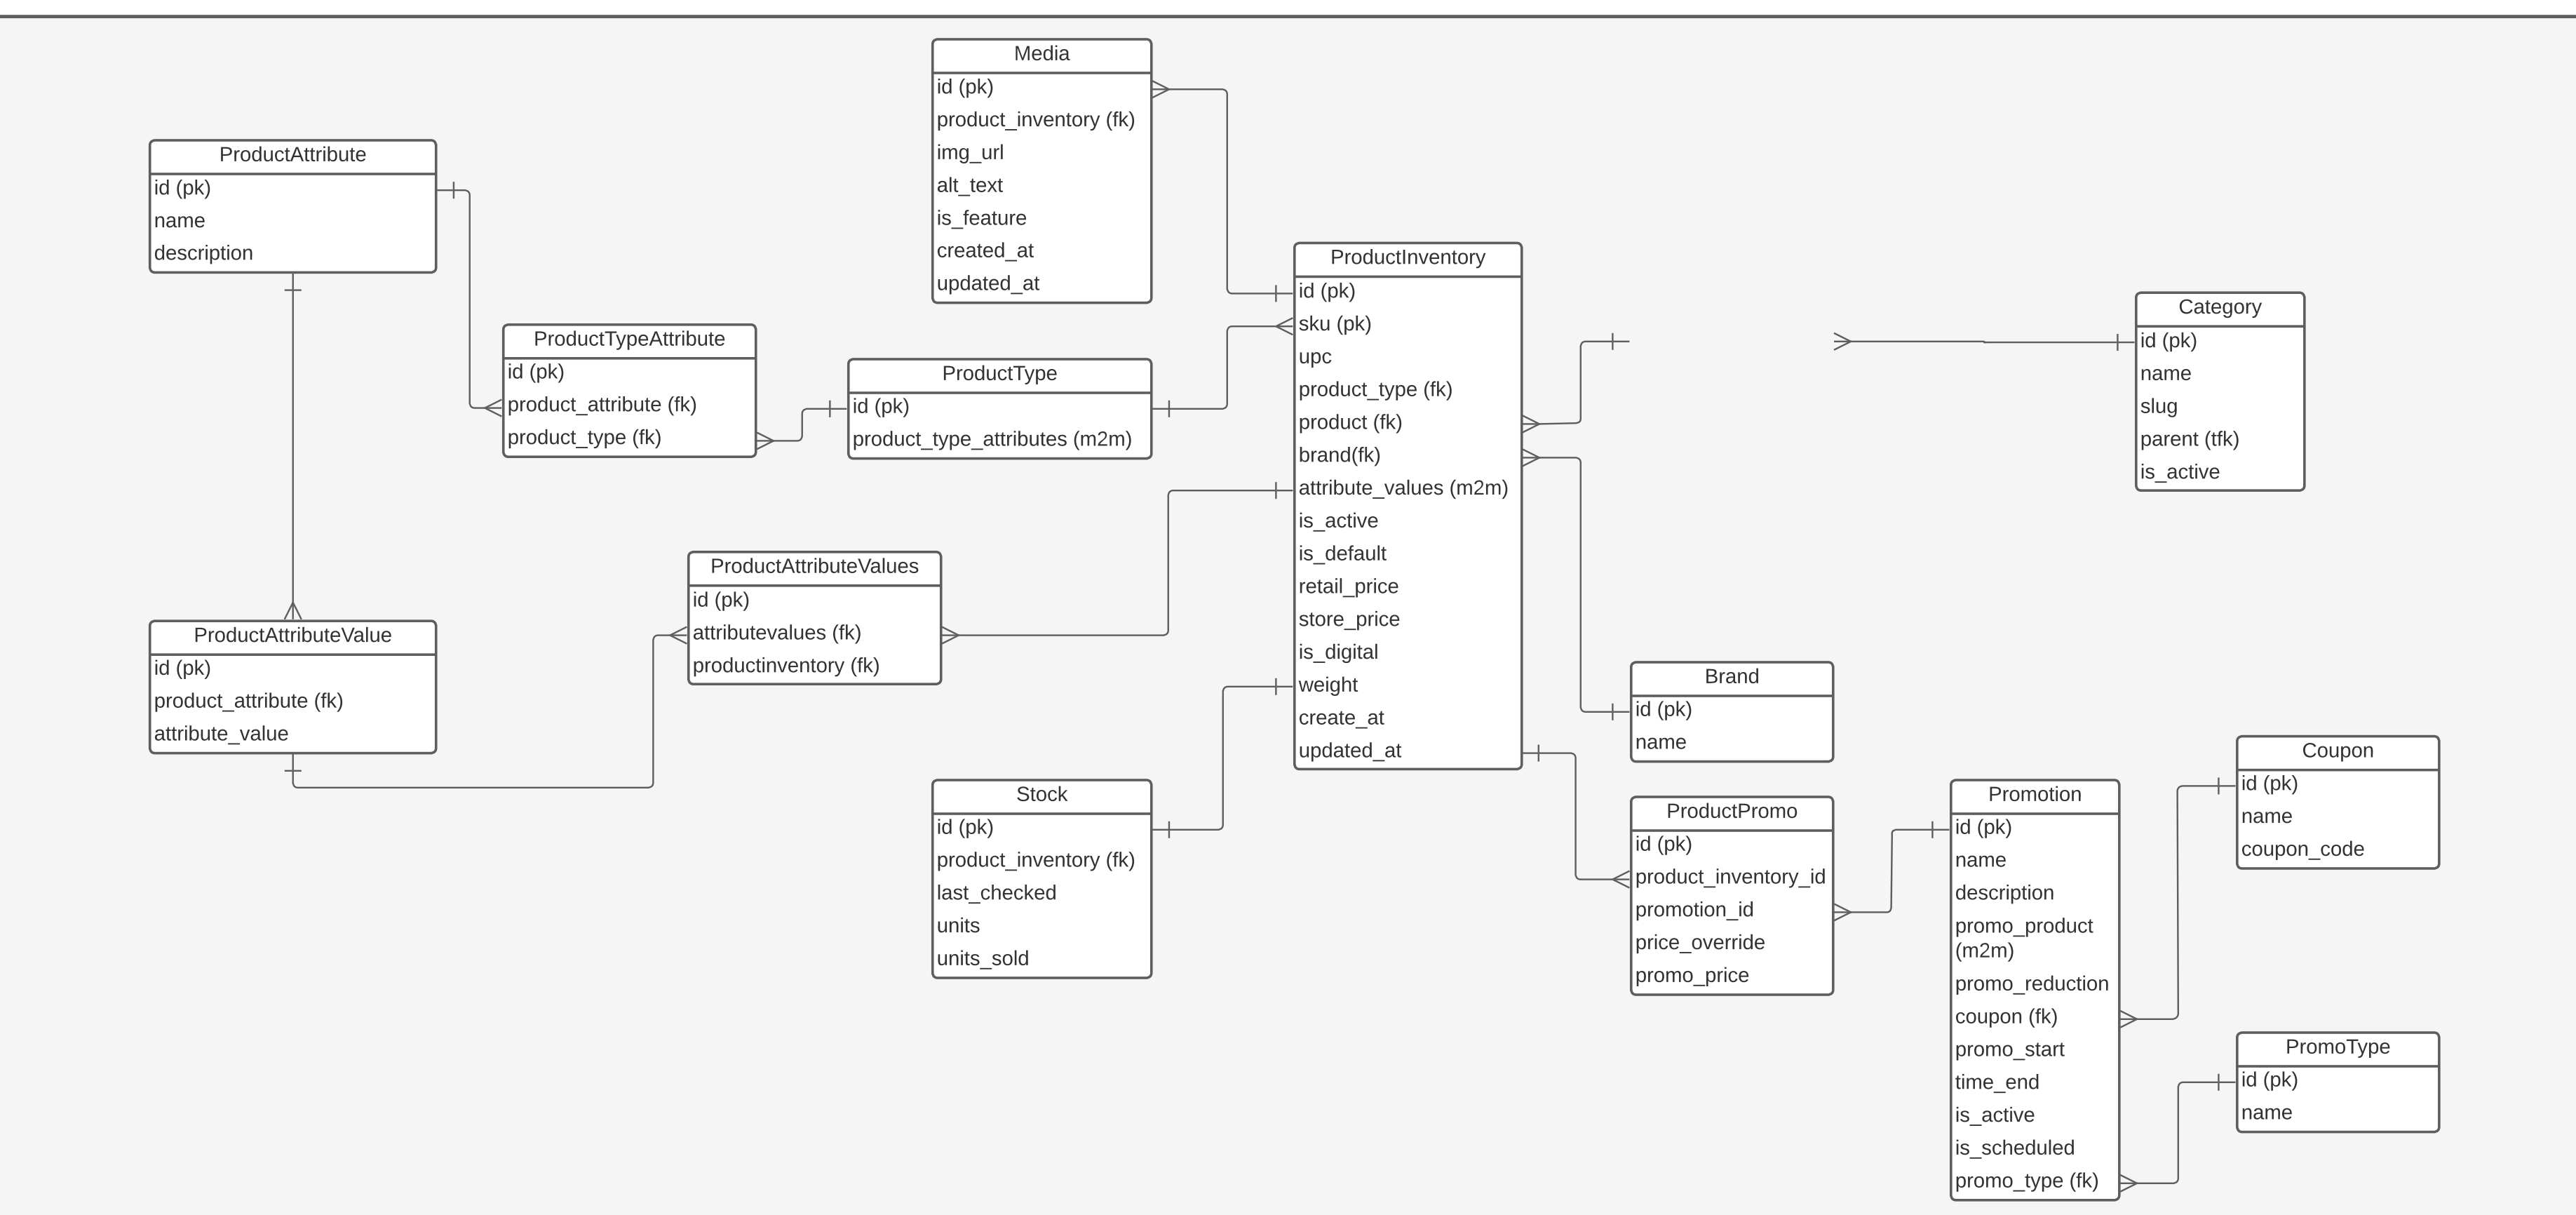 Media
id (pk)
product_inventory (fk)
img_url
alt_text
is_feature
created_at
updated_at
ProductAttribute
id (pk)
name
description
ProductTypeAttribute
id (pk)
product_attribute (fk)
product_type (fk)
ProductType
id (pk)
product_type_attributes (m2m)
ProductInventory
id (pk)
sku (pk)
upc
product_type (fk)
product (fk)
brand(fk)
attribute_values (m2m)
is_active
is_default
retail_price
store_price
is_digital
weight
create_at
updated_at
Category
id (pk)
name
slug
parent (tfk)
is_active
ProductAttributeValues
id (pk)
attributevalues (fk)
productinventory (fk)
ProductAttributeValue
id (pk)
product_attribute (fk)
attribute_value
Stock
id (pk)
product_inventory (fk)
last_checked
units
units_sold
Brand
id (pk)
name
ProductPromo
id (pk)
product_inventory_id
promotion_id
price_override
promo_price
Promotion
id (pk)
name
description
promo_product
(m2m)
promo_reduction
coupon (fk)
promo_start
time_end
is_active
is_scheduled
promo_type (fk)
Coupon
id (pk)
name
coupon_code
PromoType
id (pk)
name